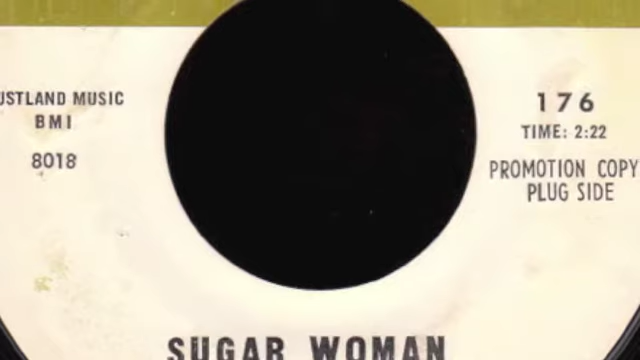 USTLAND MUSIC
BMI
8018
176
TIME: 2:22
PROMOTION COPY
PLUG SIDE
SUGAR WOMAN